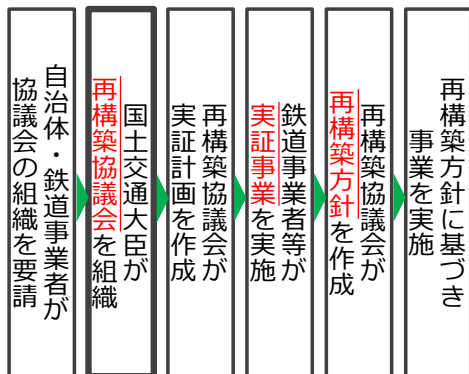 自治体・鉄道事業者が
協議会の組織を要請
国土交通大臣が
再構築協議会を組織
再構築協議会が
実証計画を作成
鉄道事業者等が
実証事業を実施
再構築協議会が
再構築方針を作成
再構築方針に基づき
事業を実施